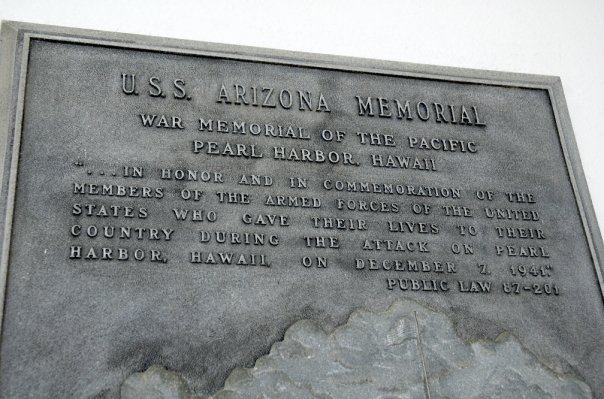 U.S.S. ARIZONA MEMORIAL
WAR MEMORIAL OF THE PACIFIC
PEARL HARBOR, HAWAII
"...IN HONOR AND IN COMMEMORATION OF THE
MEMBERS OF THE ARMED FORCES OF THE UNITED
STATES WHO GAVE THEIR LIVES TO THEIR
COUNTRY DURING THE ATTACK ON PEARL
HARBOR, HAWAII, ON DECEMBER 7, 1941."
PUBLIC LAW 87-201